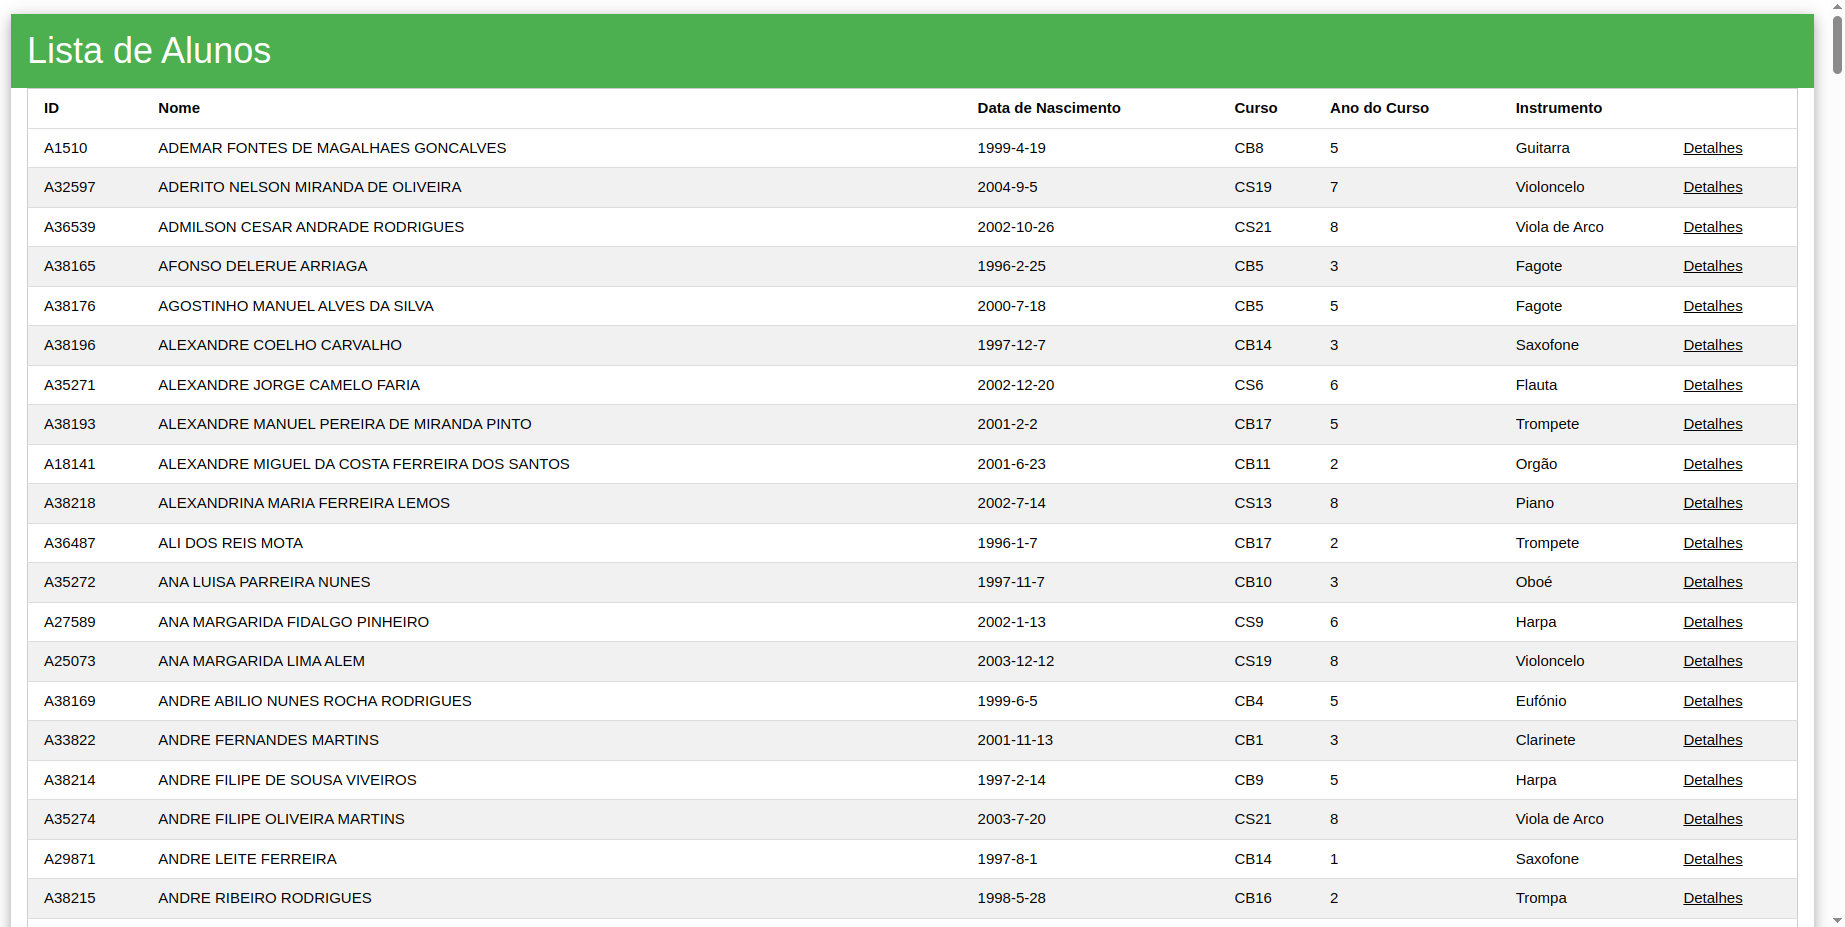 Lista de Alunos
ID Nome Data de Nascimento Curso Ano do Curso Instrumento
A1510 ADEMAR FONTES DE MAGALHAES GONCALVES 1999-4-19 CB8 5 Guitarra Detalhes
A32597 ADERITO NELSON MIRANDA DE OLIVEIRA 2004-9-5 CS19 7 Violoncelo Detalhes
A36539 ADMILSON CESAR ANDRADE RODRIGUES 2002-10-26 CS21 8 Viola de Arco Detalhes
A38165 AFONSO DELERUE ARRIAGA 1996-2-25 CB5 3 Fagote Detalhes
A38176 AGOSTINHO MANUEL ALVES DA SILVA 2000-7-18 CB5 5 Fagote Detalhes
A38196 ALEXANDRE COELHO CARVALHO 1997-12-7 CB14 3 Saxofone Detalhes
A35271 ALEXANDRE JORGE CAMELO FARIA 2002-12-20 CS6 6 Flauta Detalhes
A38193 ALEXANDRE MANUEL PEREIRA DE MIRANDA PINTO 2001-2-2 CB17 5 Trompete Detalhes
A18141 ALEXANDRE MIGUEL DA COSTA FERREIRA DOS SANTOS 2001-6-23 CB11 2 Orgão Detalhes
A38218 ALEXANDRINA MARIA FERREIRA LEMOS 2002-7-14 CS13 8 Piano Detalhes
A36487 ALI DOS REIS MOTA 1996-1-7 CB17 2 Trompete Detalhes
A35272 ANA LUISA PARREIRA NUNES 1997-11-7 CB10 3 Oboé Detalhes
A27589 ANA MARGARIDA FIDALGO PINHEIRO 2002-1-13 CS9 6 Harpa Detalhes
A25073 ANA MARGARIDA LIMA ALEM 2003-12-12 CS19 8 Violoncelo Detalhes
A38169 ANDRE ABILIO NUNES ROCHA RODRIGUES 1999-6-5 CB4 5 Eufónio Detalhes
A33822 ANDRE FERNANDES MARTINS 2001-11-13 CB1 3 Clarinete Detalhes
A38214 ANDRE FILIPE DE SOUSA VIVEIROS 1997-2-14 CB9 5 Harpa Detalhes
A35274 ANDRE FILIPE OLIVEIRA MARTINS 2003-7-20 CS21 8 Viola de Arco Detalhes
A29871 ANDRE LEITE FERREIRA 1997-8-1 CB14 1 Saxofone Detalhes
A38215 ANDRE RIBEIRO RODRIGUES 1998-5-28 CB16 2 Trompa Detalhes